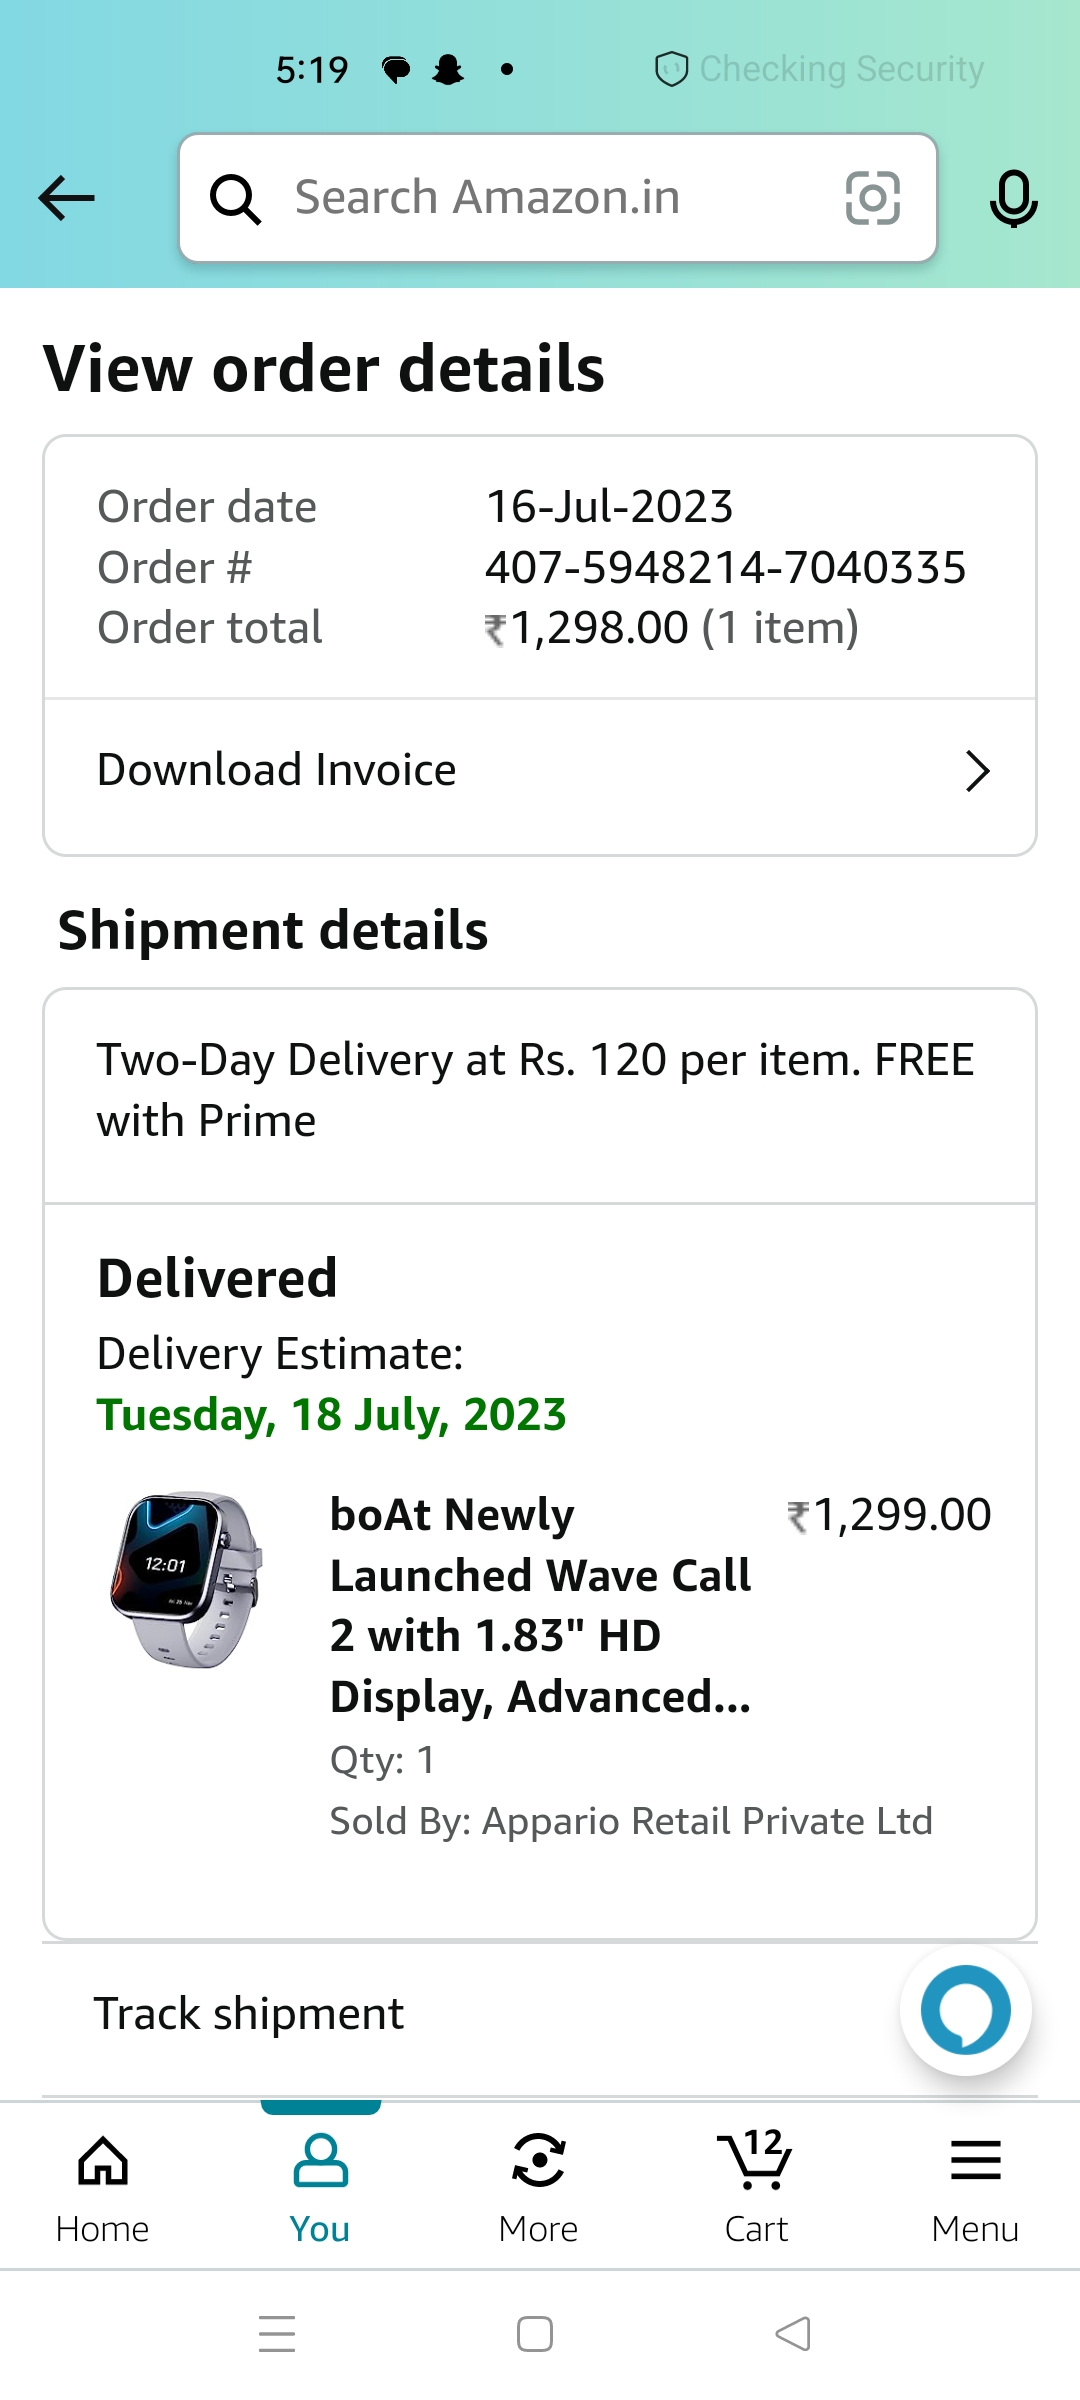 5:19
Checking Security
Search Amazon.in
View order details
Order date 16-Jul-2023
Order # 407-5948214-7040335
Order total ₹1,298.00 (1 item)
Download Invoice
Shipment details
Two-Day Delivery at Rs. 120 per item. FREE
with Prime
Delivered
Delivery Estimate:
Tuesday, 18 July, 2023
12:01
boAt Newly ₹1,299.00
Launched Wave Call
2 with 1.83" HD
Display, Advanced...
Qty: 1
Sold By: Appario Retail Private Ltd
Track shipment
12
Home You More Cart Menu